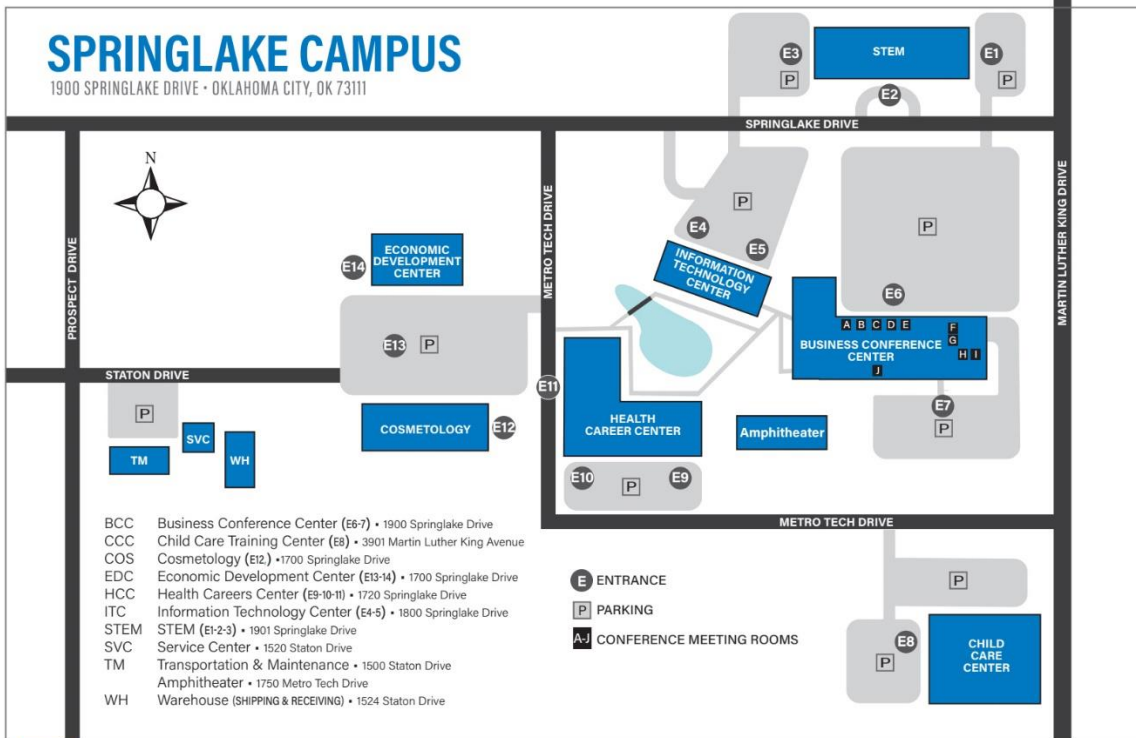 SPRINGLAKE CAMPUS
1900 SPRINGLAKE DRIVE • OKLAHOMA CITY, OK 73111
E3
P
STEM
E1
P
E2
SPRINGLAKE DRIVE
N
PROSPECT DRIVE
METRO TECH DRIVE
MARTIN LUTHER KING DRIVE
P
E4
E5
P
INFORMATION
TECHNOLOGY
CENTER
E14
ECONOMIC
DEVELOPMENT
CENTER
E6
A B C D E
F
G
H I
BUSINESS CONFERENCE
CENTER
J
E13
P
STATON DRIVE
E11
E7
P
P
COSMETOLOGY
E12
HEALTH
CAREER CENTER
Amphitheater
SVC
TM
WH
E10
P
E9
METRO TECH DRIVE
BCC Business Conference Center (E6-7) • 1900 Springlake Drive
CCC Child Care Training Center (E8) • 3901 Martin Luther King Avenue
COS Cosmetology (E12,) •1700 Springlake Drive
EDC Economic Development Center (E13-14) • 1700 Springlake Drive
HCC Health Careers Center (E9-10-11) • 1720 Springlake Drive
ITC Information Technology Center (E4-5) • 1800 Springlake Drive
STEM STEM (E1-2-3) • 1901 Springlake Drive
SVC Service Center • 1520 Staton Drive
TM Transportation & Maintenance • 1500 Staton Drive
Amphitheater • 1750 Metro Tech Drive
WH Warehouse (SHIPPING & RECEIVING) • 1524 Staton Drive
E ENTRANCE
P PARKING
A-J CONFERENCE MEETING ROOMS
P
E8
P
CHILD
CARE
CENTER